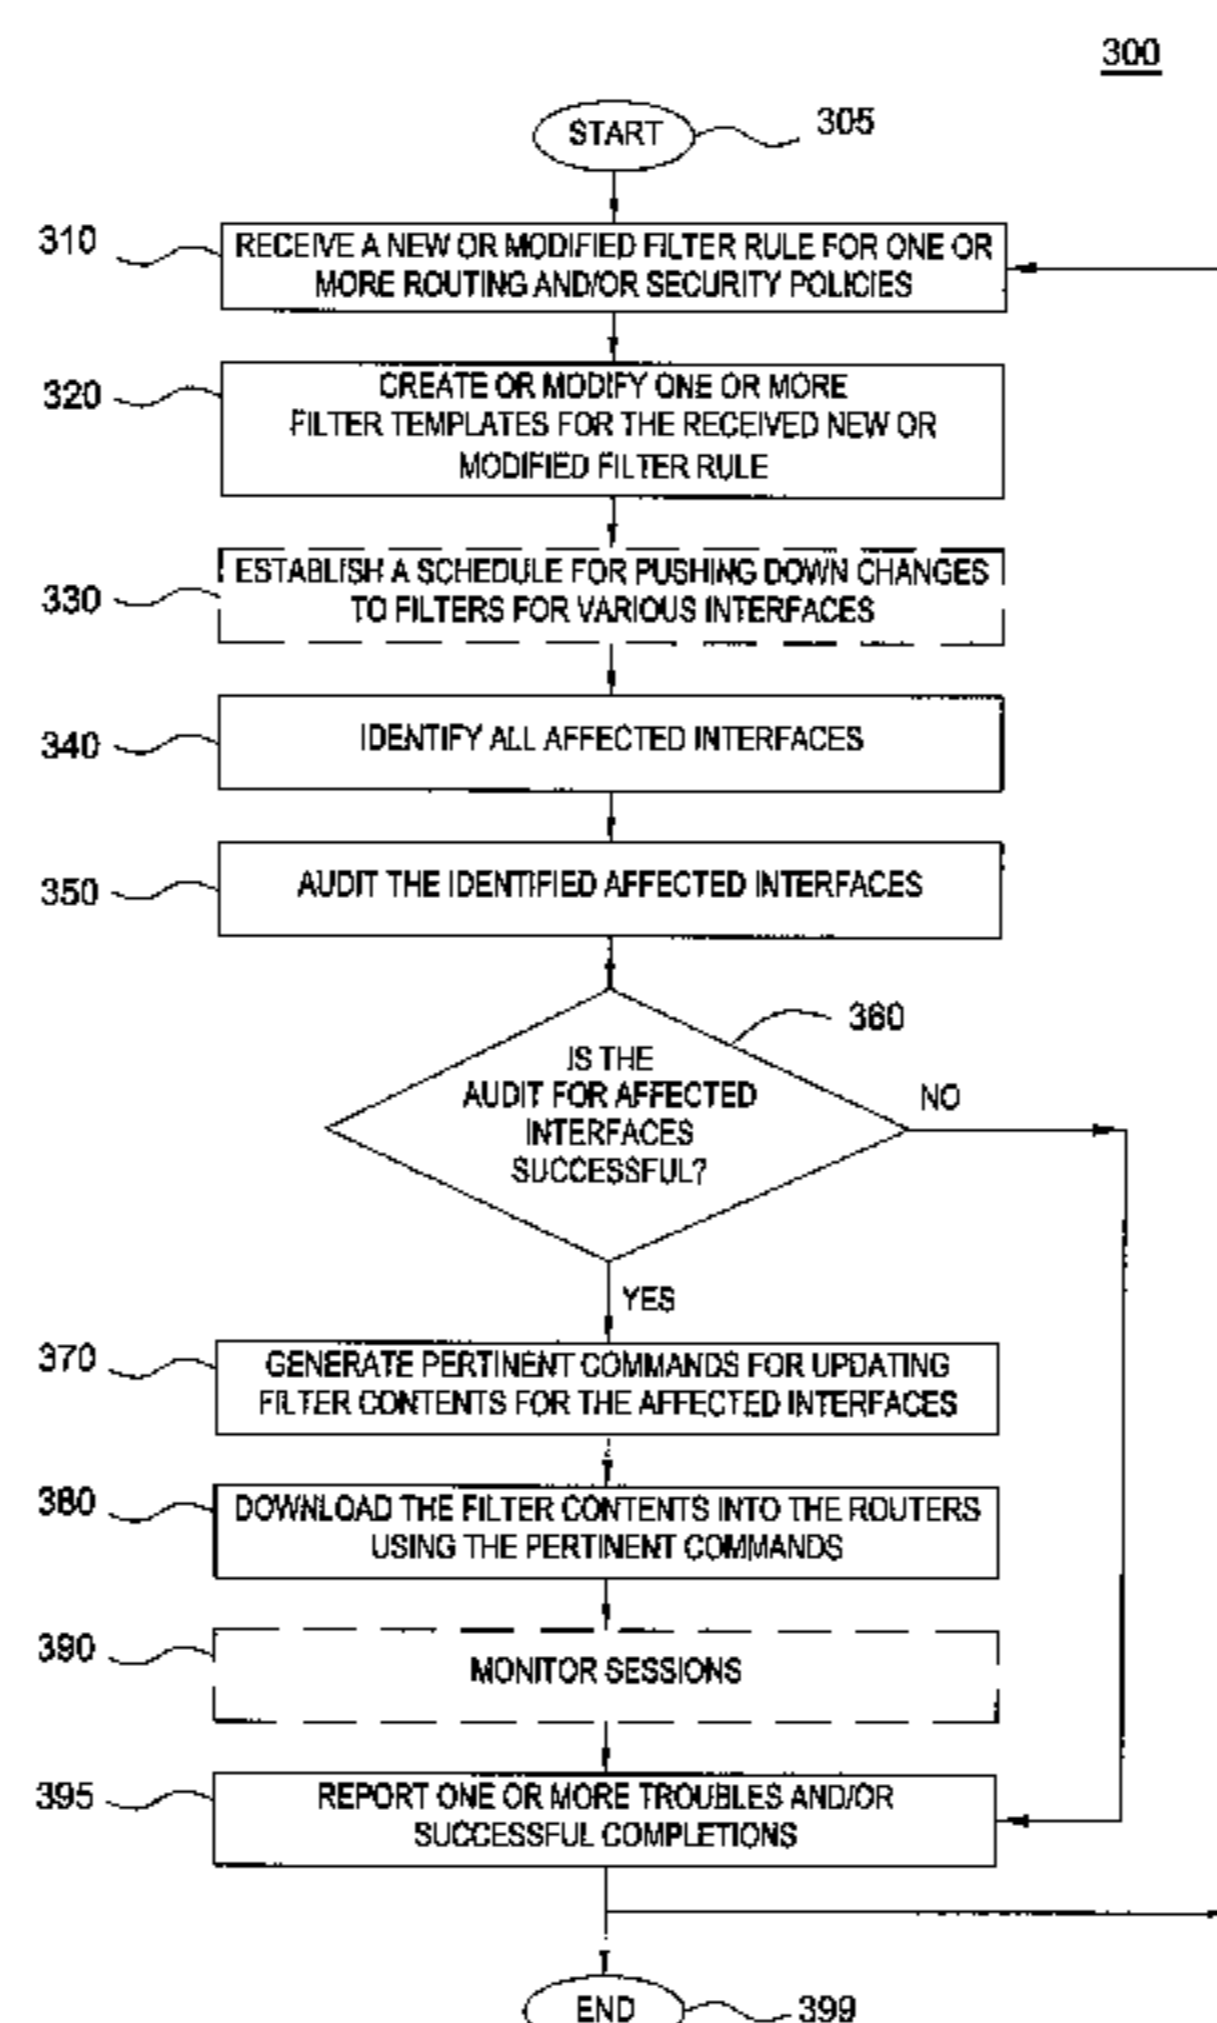 300
START
305
310
RECEIVE A NEW OR MODIFIED FILTER RULE FOR ONE OR
MORE ROUTING AND/OR SECURITY POLICIES
320
CREATE OR MODIFY ONE OR MORE
FILTER TEMPLATES FOR THE RECEIVED NEW OR
MODIFIED FILTER RULE
330
ESTABLISH A SCHEDULE FOR PUSHING DOWN CHANGES
TO FILTERS FOR VARIOUS INTERFACES
340
IDENTIFY ALL AFFECTED INTERFACES
350
AUDIT THE IDENTIFIED AFFECTED INTERFACES
360
IS THE
AUDIT FOR AFFECTED
INTERFACES
SUCCESSFUL?
NO
YES
370
GENERATE PERTINENT COMMANDS FOR UPDATING
FILTER CONTENTS FOR THE AFFECTED INTERFACES
380
DOWNLOAD THE FILTER CONTENTS INTO THE ROUTERS
USING THE PERTINENT COMMANDS
390
MONITOR SESSIONS
395
REPORT ONE OR MORE TROUBLES AND/OR
SUCCESSFUL COMPLETIONS
END
399